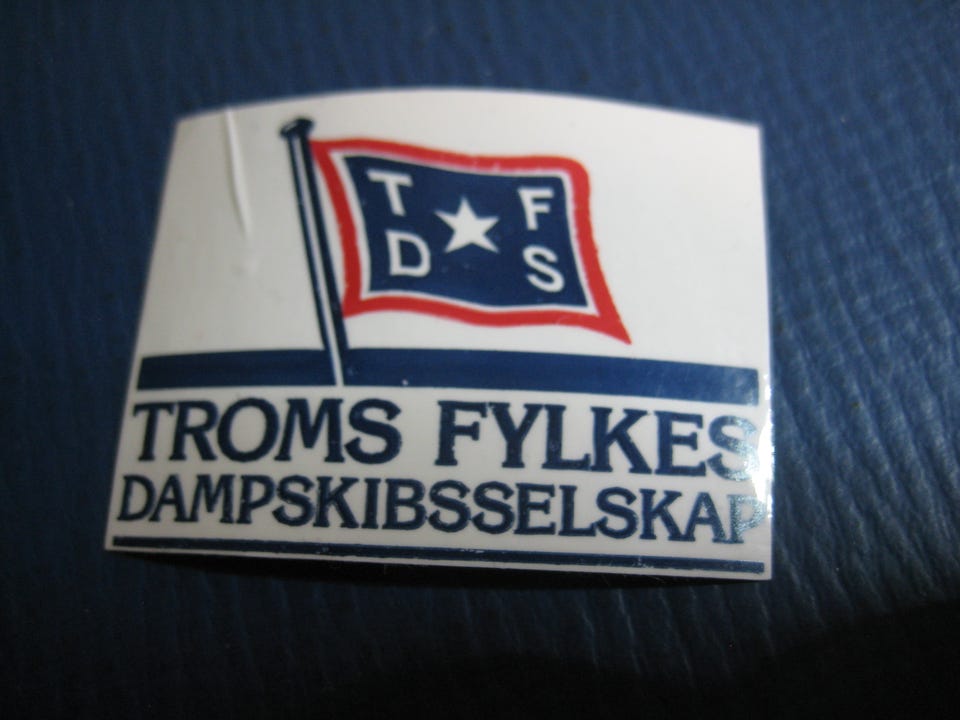 T F
D S
TROMS FYLKES
DAMPSKIBSSELSKAP